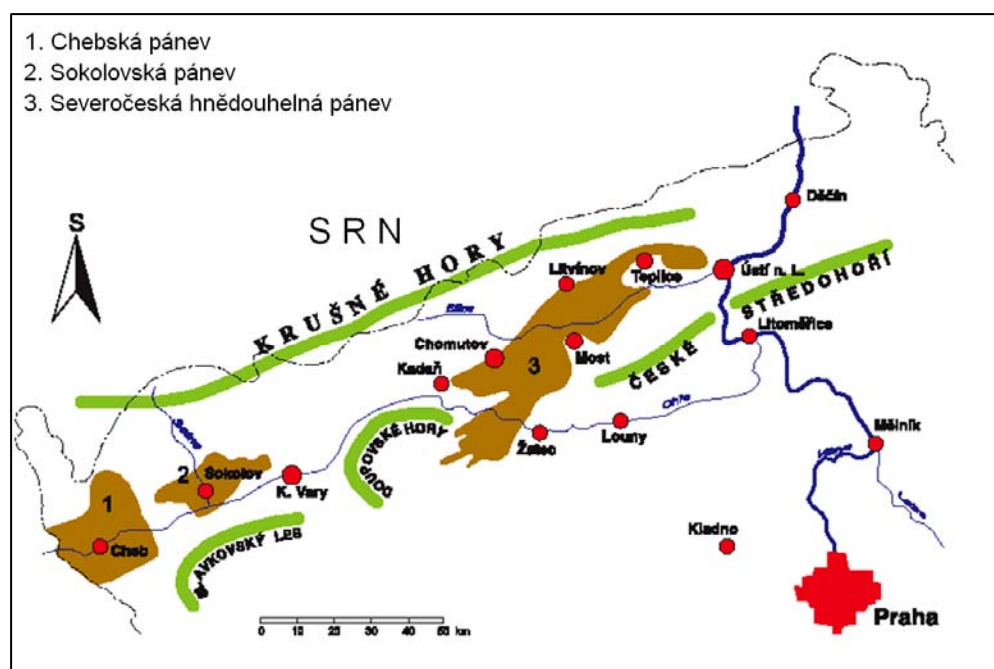 1. Chebská pánev
2. Sokolovská pánev
3. Severočeská hnědouhelná pánev
S
SRN
KRUŠNÉ HORY
Děčín
Ústí n. L.
Litvínov
Teplice
STŘEDOHOŘÍ
Litoměřice
Bílina
Chomutov
Most
3
ČESKÉ
Kadaň
Ohře
Louny
Mělník
Vltava
Žatec
DOUPOVSKÉ HORY
2
Sokolov
K. Vary
1
Cheb
Kladno
Praha
0 10 20 30 40 50 km